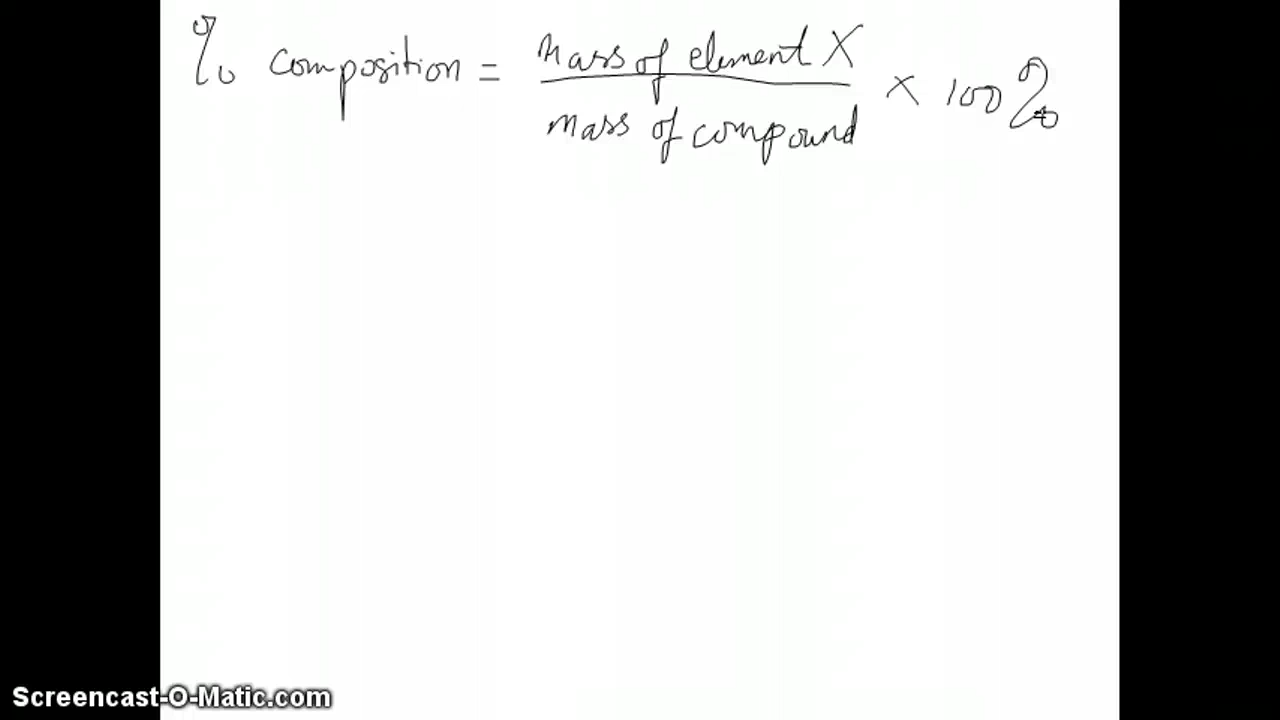 % composition = mass of element X / mass of compound × 100%
Screencast-O-Matic.com